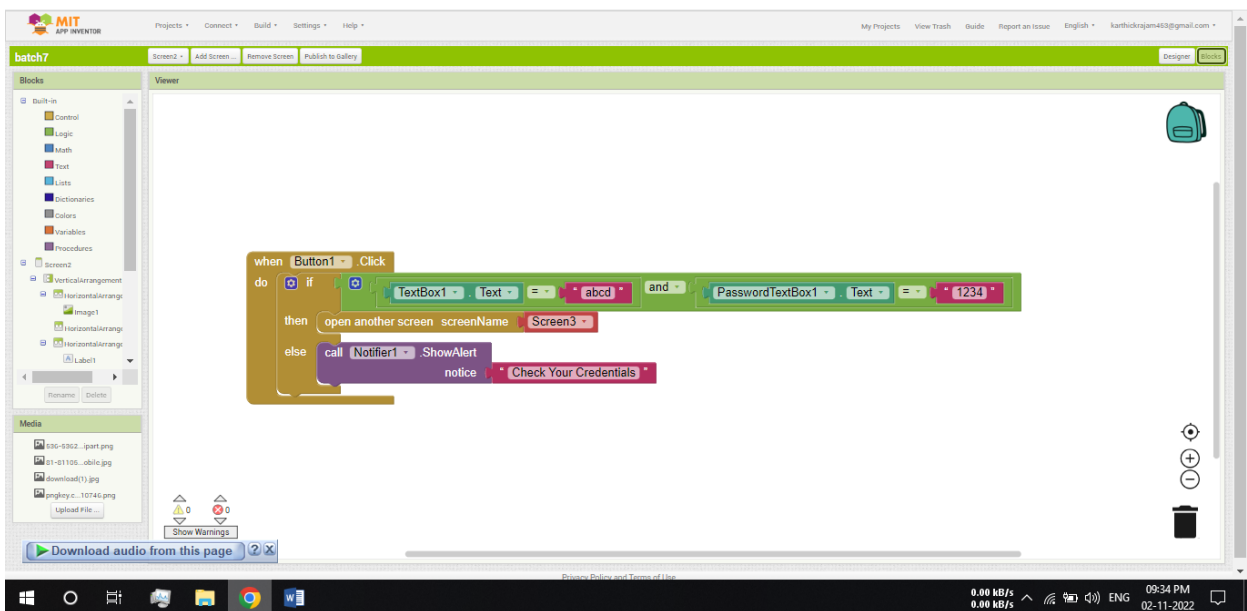 MIT
APP INVENTOR
Projects Connect Build Settings Help My Projects View Trash Guide Report an Issue English karthickrajam453@gmail.com
batch7 Screen2 Add Screen ... Remove Screen Publish to Gallery Designer Blocks
Blocks
Viewer
Built-in
Control
Logic
Math
Text
Lists
Dictionaries
Colors
Variables
Procedures
Screen2
VerticalArrangement
HorizontalArrange
Image1
HorizontalArrange
HorizontalArrange
Label1
Rename Delete
when Button1 .Click
do if TextBox1 . Text = " abcd " and PasswordTextBox1 . Text = " 1234 "
then open another screen screenName Screen3
else call Notifier1 .ShowAlert
notice " Check Your Credentials "
Media
536-5362...ipart.png
81-81105...obile.jpg
download(1).jpg
pngkey.c...10746.png
Upload File ...
0 0
Show Warnings
Download audio from this page ? X
Privacy Policy and Terms of Use
0.00 kB/s
0.00 kB/s
ENG
09:34 PM
02-11-2022